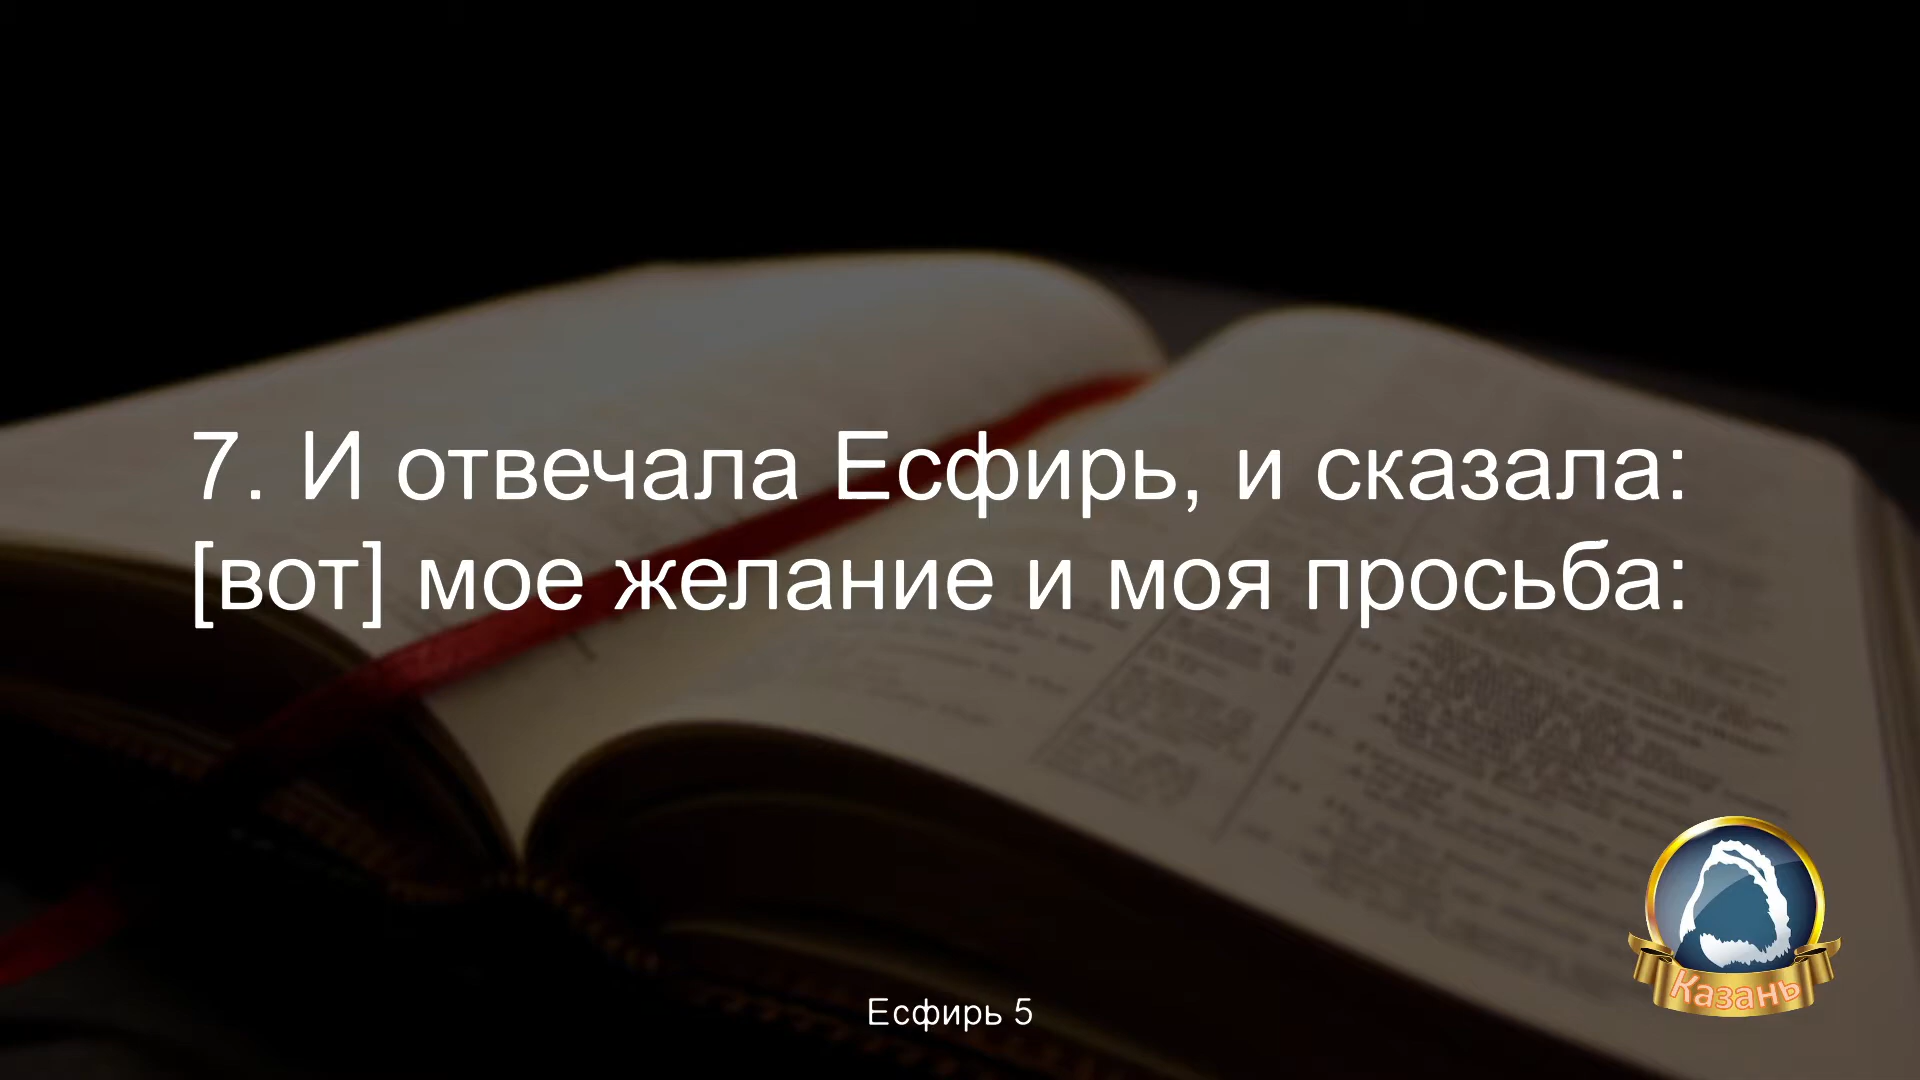 7. И отвечала Есфирь, и сказала:
[вот] мое желание и моя просьба:
Есфирь 5
Казань